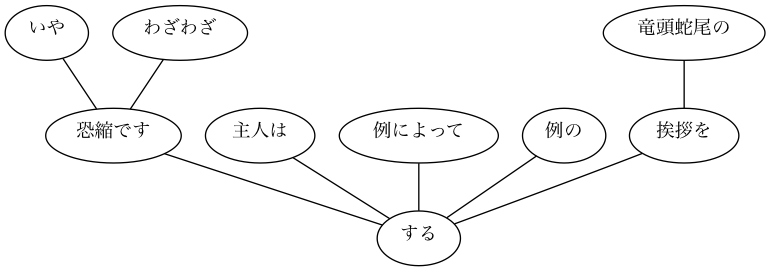 いや
わざわざ
竜頭蛇尾の
恐縮です
主人は
例によって
例の
挨拶を
する